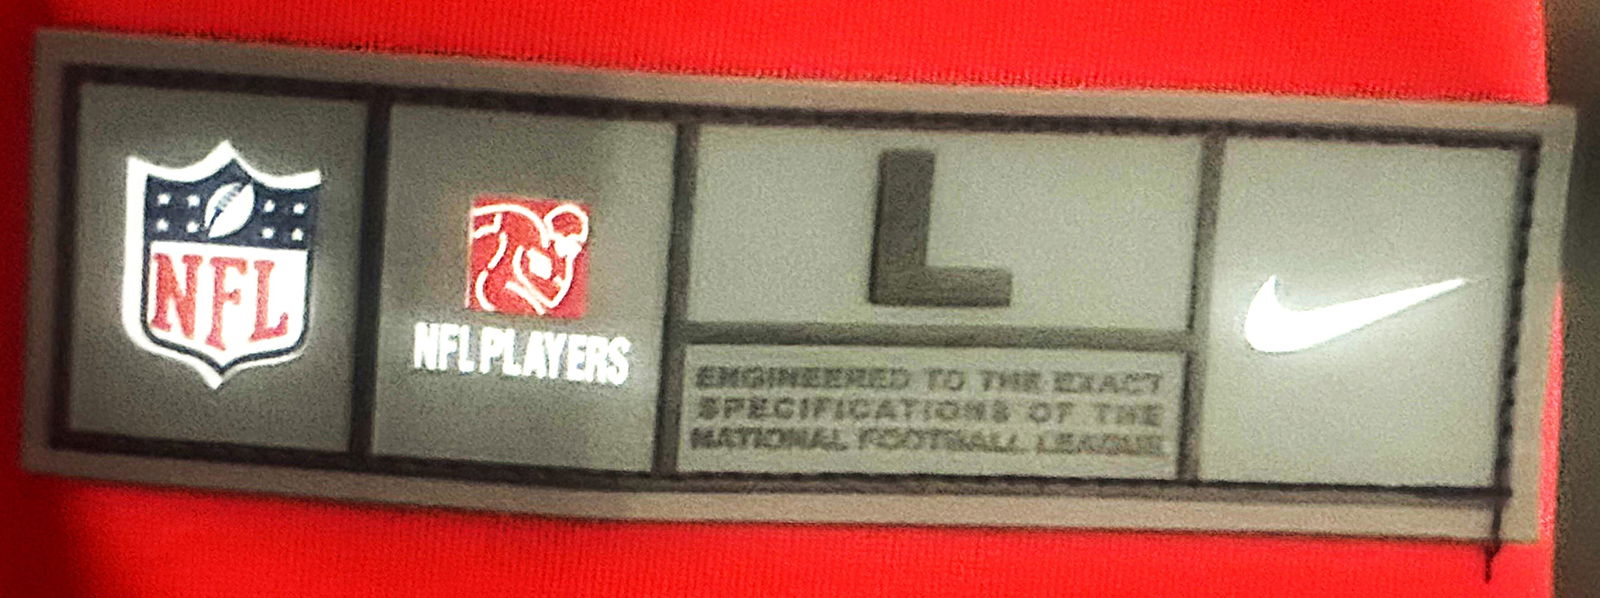 NFL
NFL PLAYERS
L
ENGINEERED TO THE EXACT
SPECIFICATIONS OF THE
NATIONAL FOOTBALL LEAGUE